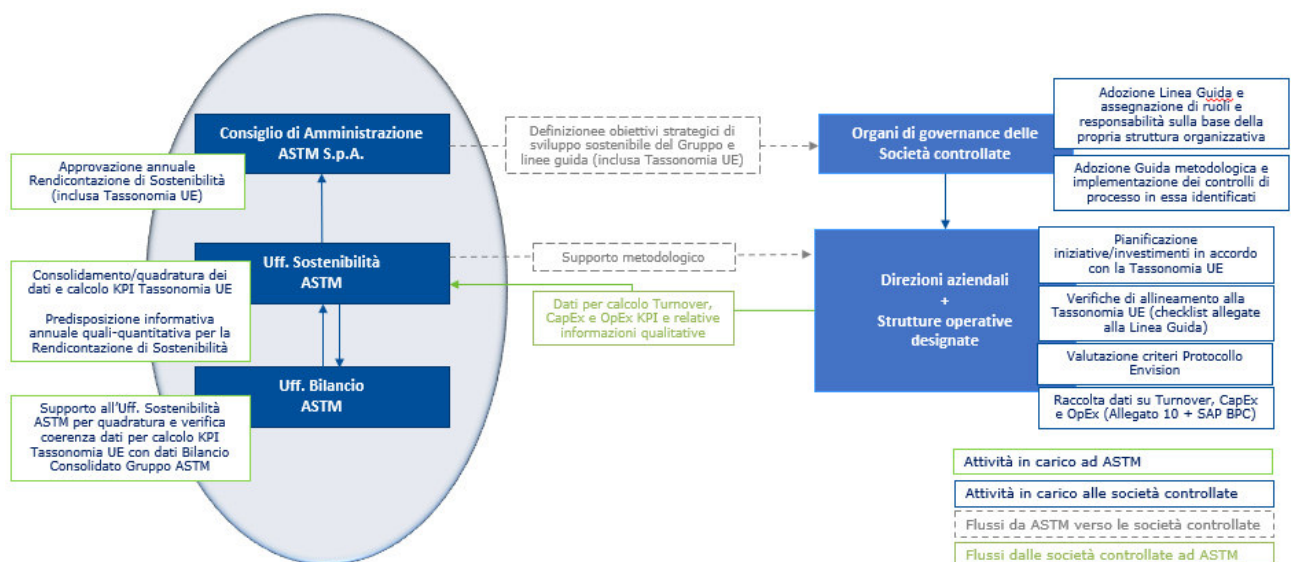 Consiglio di Amministrazione
ASTM S.p.A.
Approvazione annuale
Rendicontazione di Sostenibilità
(inclusa Tassonomia UE)
Definizionee obiettivi strategici di
sviluppo sostenibile del Gruppo e
linee guida (inclusa Tassonomia UE)
Organi di governance delle
Società controllate
Adozione Linea Guida e
assegnazione di ruoli e
responsabilità sulla base della
propria struttura organizzativa
Adozione Guida metodologica e
implementazione dei controlli di
processo in essa identificati
Uff. Sostenibilità
ASTM
Consolidamento/quadratura dei
dati e calcolo KPI Tassonomia UE
Predisposizione informativa
annuale quali-quantitativa per la
Rendicontazione di Sostenibilità
Supporto metodologico
Dati per calcolo Turnover,
CapEx e OpEx KPI e relative
informazioni qualitative
Direzioni aziendali
+
Strutture operative
designate
Pianificazione
iniziative/investimenti in accordo
con la Tassonomia UE
Verifiche di allineamento alla
Tassonomia UE (checklist allegate
alla Linea Guida)
Valutazione criteri Protocollo
Envision
Raccolta dati su Turnover, CapEx
e OpEx (Allegato 10 + SAP BPC)
Uff. Bilancio
ASTM
Supporto all'Uff. Sostenibilità
ASTM per quadratura e verifica
coerenza dati per calcolo KPI
Tassonomia UE con dati Bilancio
Consolidato Gruppo ASTM
Attività in carico ad ASTM
Attività in carico alle società controllate
Flussi da ASTM verso le società controllate
Flussi dalle società controllate ad ASTM